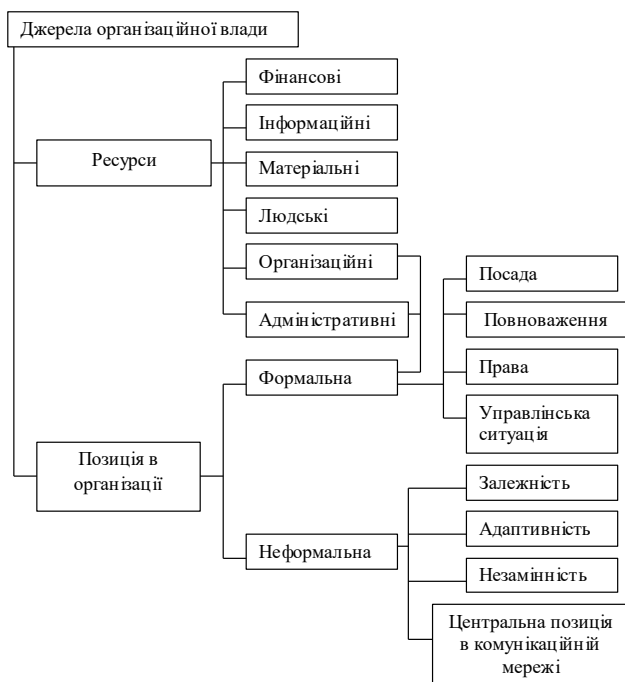 Джерела організаційної влади
Ресурси
Фінансові
Інформаційні
Матеріальні
Людські
Організаційні
Адміністративні
Позиція в
організації
Формальна
Посада
Повноваження
Права
Управлінська
ситуація
Неформальна
Залежність
Адаптивність
Незамінність
Центральна позиція
в комунікаційній
мережі